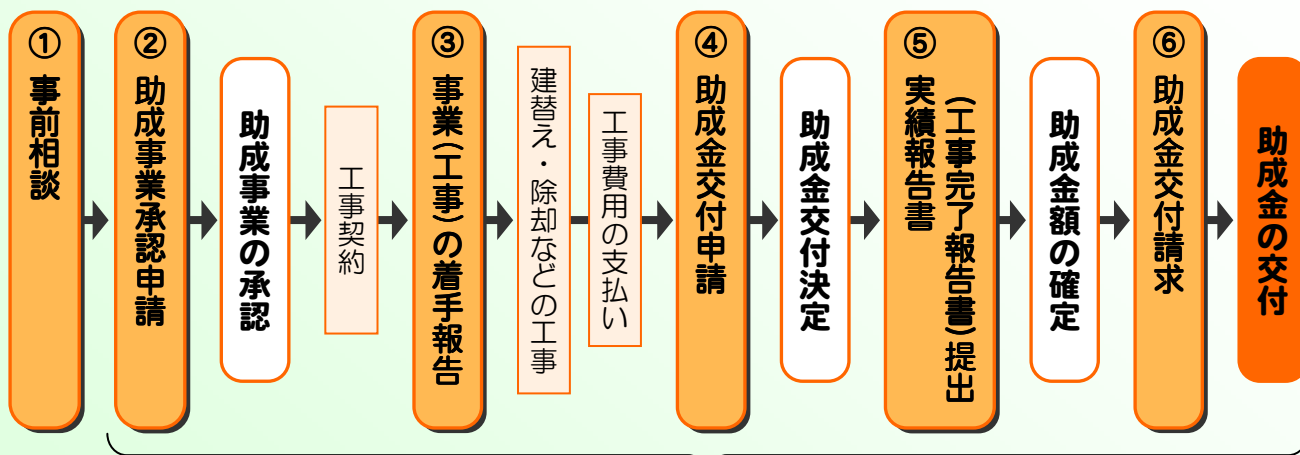 ①
事前相談
②
助成事業承認申請
助成事業の承認
工事契約
③
事業（工事）の着手報告
建替え・除却などの工事
工事費用の支払い
④
助成金交付申請
助成金交付決定
⑤
（工事完了報告書）提出
実績報告書
助成金額の確定
⑥
助成金交付請求
助成金の交付